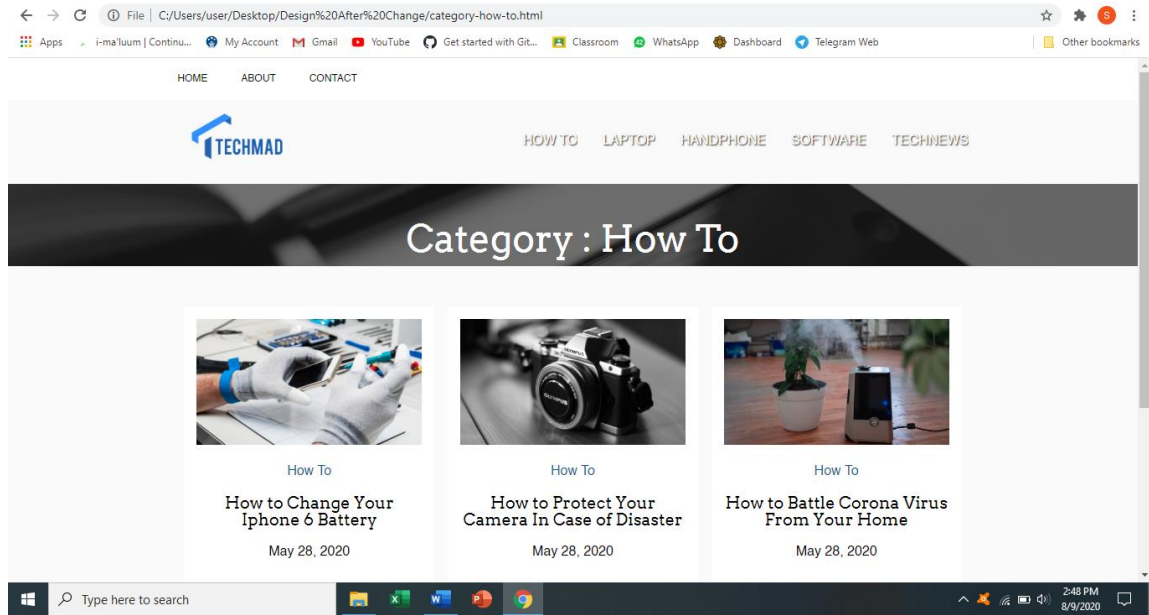 File | C:/Users/user/Desktop/Design%20After%20Change/category-how-to.html
S
Apps i-ma'luum | Continu... My Account Gmail YouTube Get started with Git... Classroom WhatsApp Dashboard Telegram Web Other bookmarks
HOME ABOUT CONTACT
TECHMAD
HOW TO LAPTOP HANDPHONE SOFTWARE TECHNEWS
Category : How To
OLYMPUS
How To
How to Change Your
Iphone 6 Battery
May 28, 2020
How To
How to Protect Your
Camera In Case of Disaster
May 28, 2020
How To
How to Battle Corona Virus
From Your Home
May 28, 2020
Type here to search
2:48 PM
8/9/2020